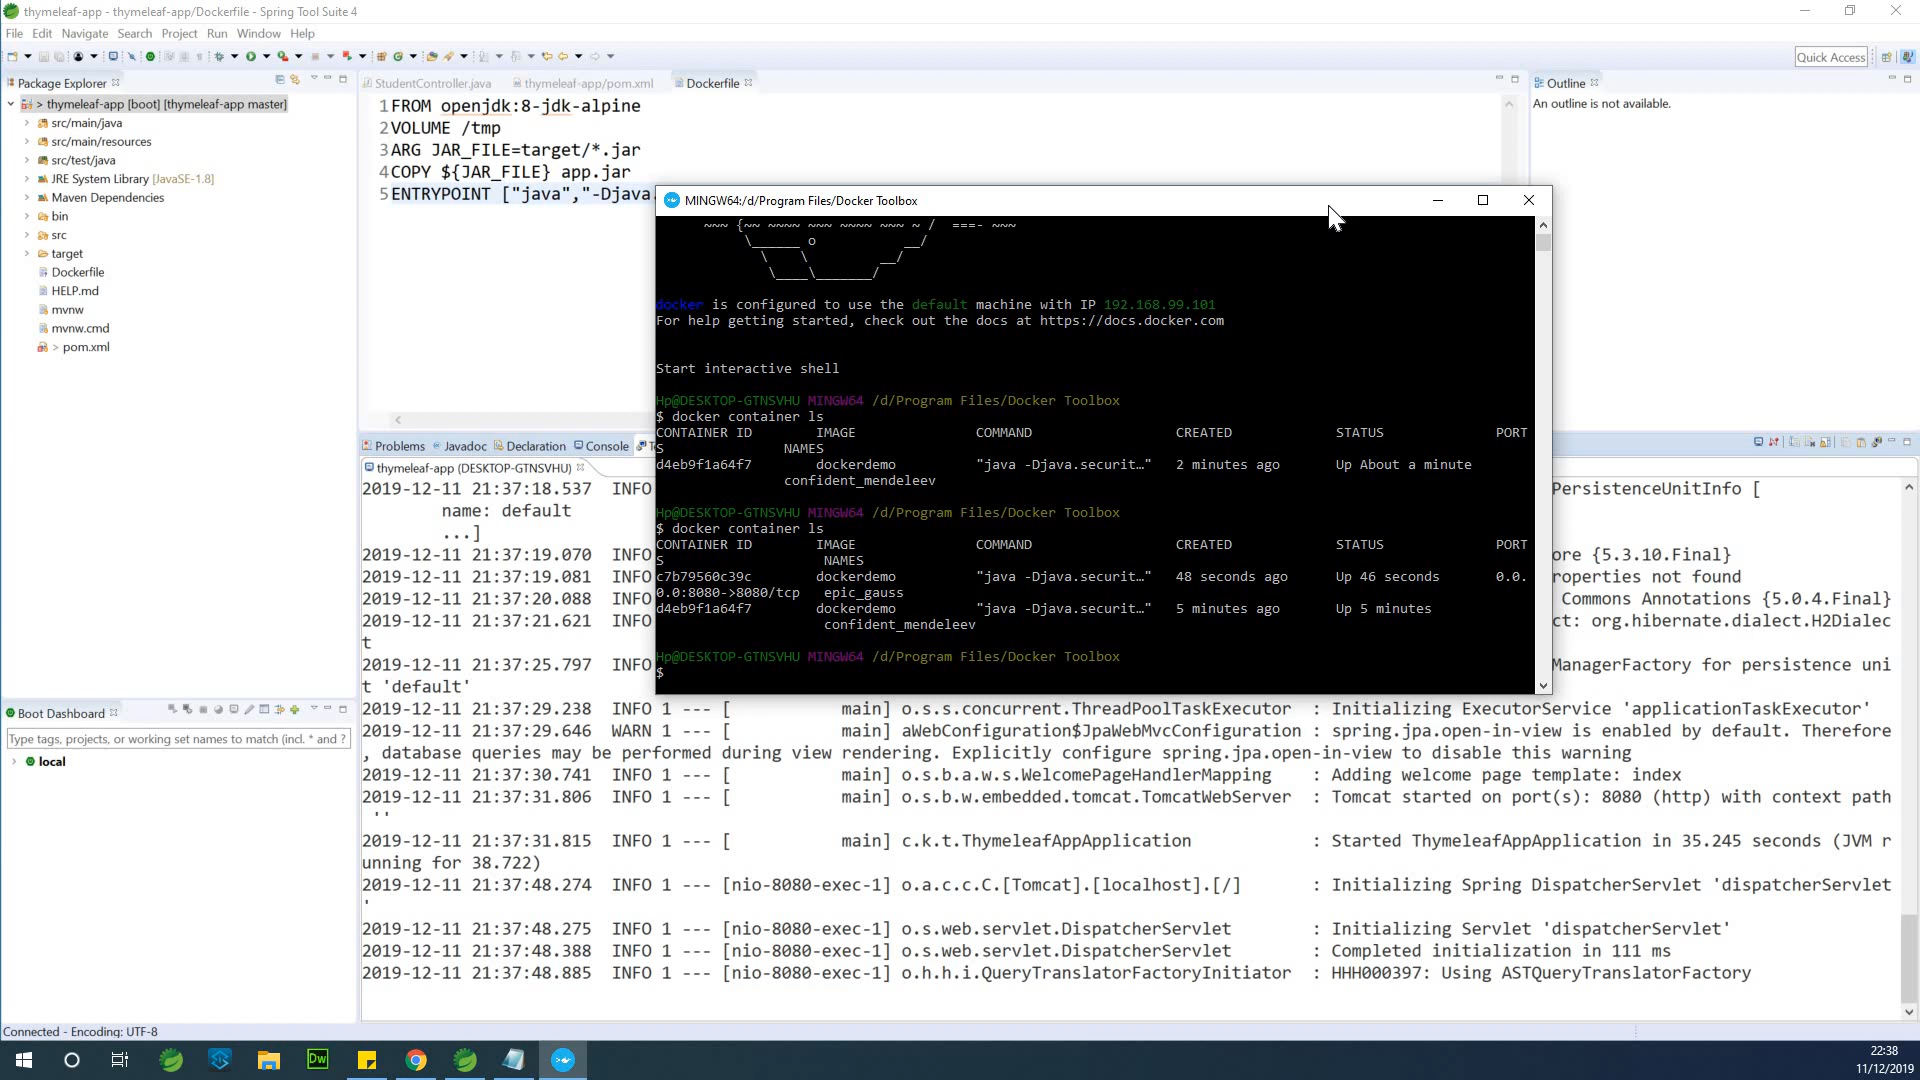 thymeleaf-app - thymeleaf-app/Dockerfile - Spring Tool Suite 4
File Edit Navigate Search Project Run Window Help
Quick Access
Package Explorer
> thymeleaf-app [boot] [thymeleaf-app master]
src/main/java
src/main/resources
src/test/java
JRE System Library [JavaSE-1.8]
Maven Dependencies
bin
src
target
Dockerfile
HELP.md
mvnw
mvnw.cmd
> pom.xml
Boot Dashboard
Type tags, projects, or working set names to match (incl. * and ?
local
StudentController.java thymeleaf-app/pom.xml Dockerfile
1 FROM openjdk:8-jdk-alpine
2 VOLUME /tmp
3 ARG JAR_FILE=target/*.jar
4 COPY ${JAR_FILE} app.jar
5 ENTRYPOINT ["java","-Djava.
Outline
An outline is not available.
MINGW64:/d/Program Files/Docker Toolbox
~~~ {~~ ~~~~ ~~~ ~~~~ ~~~ ~ /  ===- ~~~
\______ o           __/
\    \         __/
\____\_______/
docker is configured to use the default machine with IP 192.168.99.101
For help getting started, check out the docs at https://docs.docker.com
Start interactive shell
Hp@DESKTOP-GTNSVHU MINGW64 /d/Program Files/Docker Toolbox
$ docker container ls
CONTAINER ID IMAGE COMMAND CREATED STATUS PORT
S NAMES
d4eb9f1a64f7 dockerdemo "java -Djava.securit…" 2 minutes ago Up About a minute
confident_mendeleev
Hp@DESKTOP-GTNSVHU MINGW64 /d/Program Files/Docker Toolbox
$ docker container ls
CONTAINER ID IMAGE COMMAND CREATED STATUS PORT
S NAMES
c7b79560c39c dockerdemo "java -Djava.securit…" 48 seconds ago Up 46 seconds 0.0.
0.0:8080->8080/tcp epic_gauss
d4eb9f1a64f7 dockerdemo "java -Djava.securit…" 5 minutes ago Up 5 minutes
confident_mendeleev
Hp@DESKTOP-GTNSVHU MINGW64 /d/Program Files/Docker Toolbox
$
Problems Javadoc Declaration Console
thymeleaf-app (DESKTOP-GTNSVHU)
2019-12-11 21:37:18.537 INFO PersistenceUnitInfo [
name: default
...]
2019-12-11 21:37:19.070 INFO ore {5.3.10.Final}
2019-12-11 21:37:19.081 INFO roperties not found
2019-12-11 21:37:20.088 INFO Commons Annotations {5.0.4.Final}
2019-12-11 21:37:21.621 INFO ct: org.hibernate.dialect.H2Dialec
t
2019-12-11 21:37:25.797 INFO ManagerFactory for persistence uni
t 'default'
2019-12-11 21:37:29.238 INFO 1 --- [ main] o.s.s.concurrent.ThreadPoolTaskExecutor : Initializing ExecutorService 'applicationTaskExecutor'
2019-12-11 21:37:29.646 WARN 1 --- [ main] aWebConfiguration$JpaWebMvcConfiguration : spring.jpa.open-in-view is enabled by default. Therefore
, database queries may be performed during view rendering. Explicitly configure spring.jpa.open-in-view to disable this warning
2019-12-11 21:37:30.741 INFO 1 --- [ main] o.s.b.a.w.s.WelcomePageHandlerMapping : Adding welcome page template: index
2019-12-11 21:37:31.806 INFO 1 --- [ main] o.s.b.w.embedded.tomcat.TomcatWebServer : Tomcat started on port(s): 8080 (http) with context path
''
2019-12-11 21:37:31.815 INFO 1 --- [ main] c.k.t.ThymeleafAppApplication : Started ThymeleafAppApplication in 35.245 seconds (JVM r
unning for 38.722)
2019-12-11 21:37:48.274 INFO 1 --- [nio-8080-exec-1] o.a.c.c.C.[Tomcat].[localhost].[/] : Initializing Spring DispatcherServlet 'dispatcherServlet
'
2019-12-11 21:37:48.275 INFO 1 --- [nio-8080-exec-1] o.s.web.servlet.DispatcherServlet : Initializing Servlet 'dispatcherServlet'
2019-12-11 21:37:48.388 INFO 1 --- [nio-8080-exec-1] o.s.web.servlet.DispatcherServlet : Completed initialization in 111 ms
2019-12-11 21:37:48.885 INFO 1 --- [nio-8080-exec-1] o.h.h.i.QueryTranslatorFactoryInitiator : HHH000397: Using ASTQueryTranslatorFactory
Connected - Encoding: UTF-8
Dw
22:38
11/12/2019